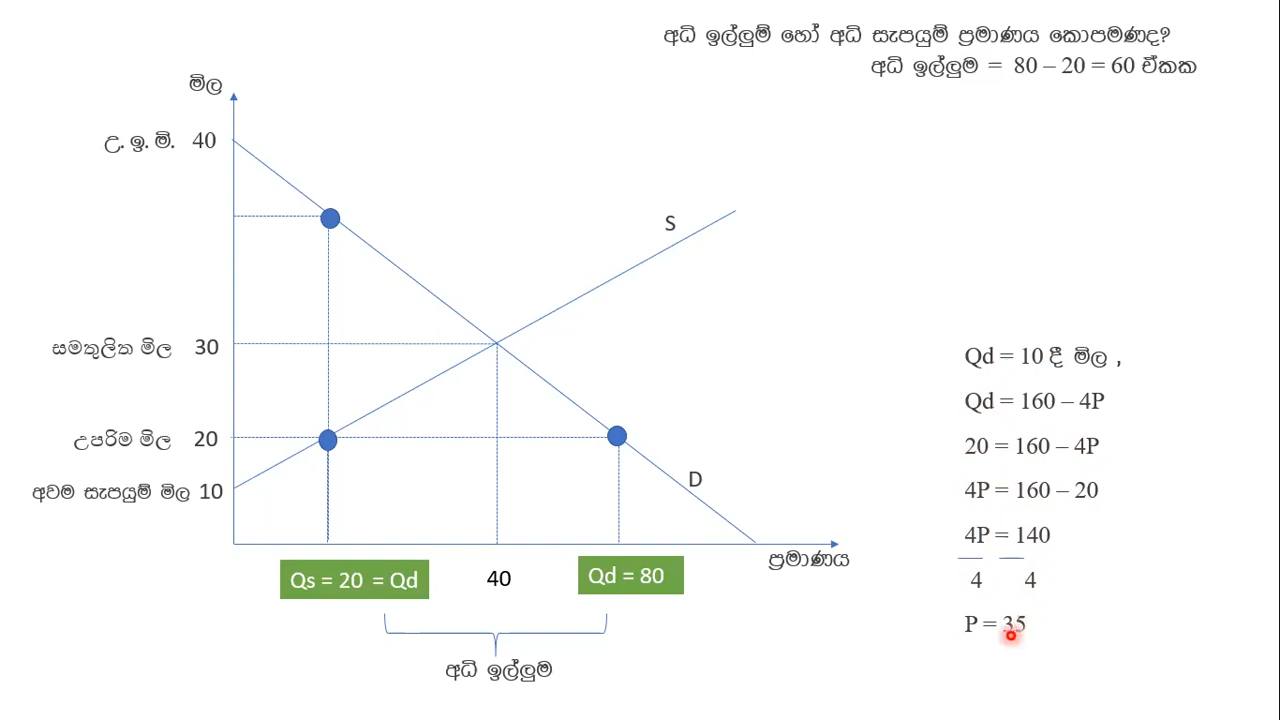 අධි ඉල්ලුම් හෝ අධි සැපයුම් ප්‍රමාණය කොපමණද?
අධි ඉල්ලුම = 80 – 20 = 60 ඒකක
මිල
උ. ඉ. මි. 40
S
සමතුලිත මිල 30
උපරිම මිල 20
අවම සැපයුම් මිල 10
D
ප්‍රමාණය
Qs = 20 = Qd
40
Qd = 80
අධි ඉල්ලුම
Qd = 10 දී මිල ,
Qd = 160 – 4P
20 = 160 – 4P
4P = 160 – 20
4P = 140
4 4
P = 35